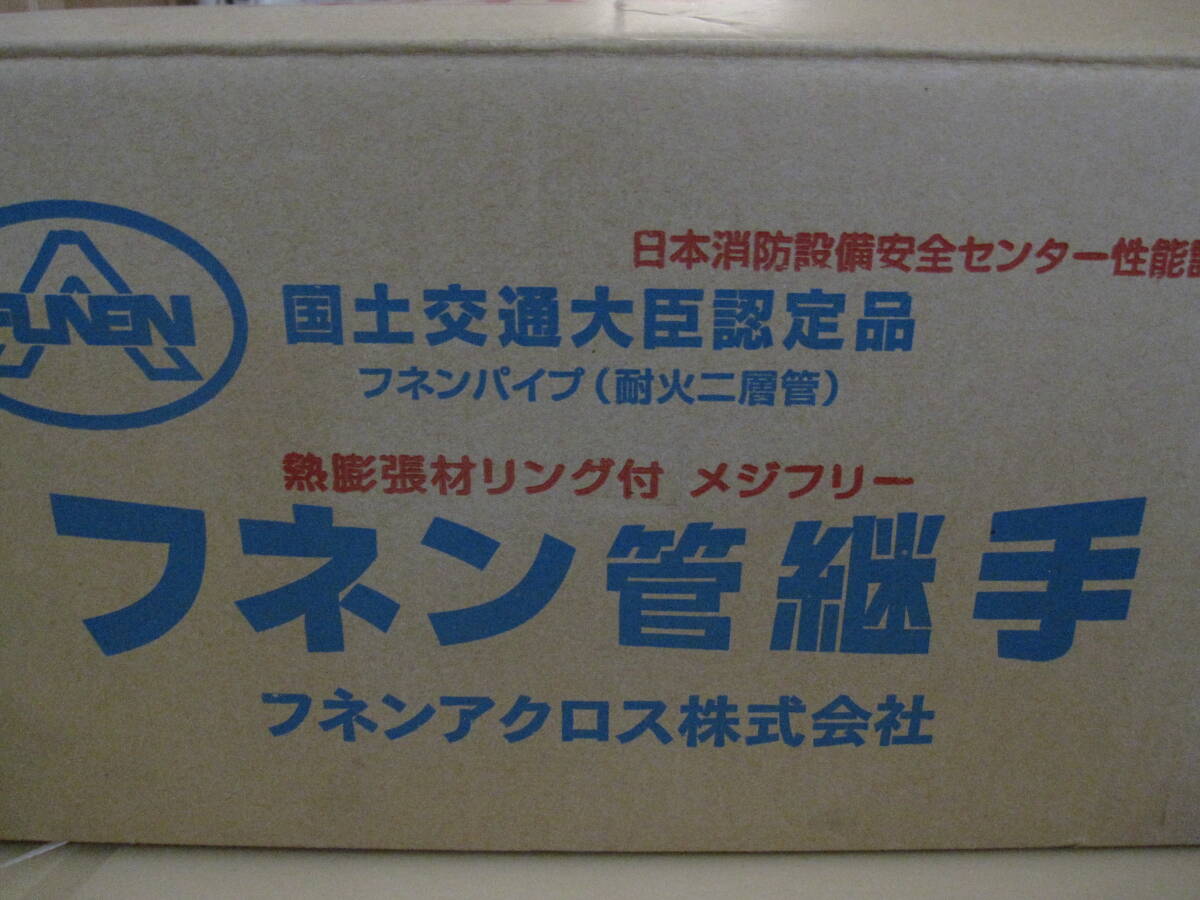 日本消防設備安全センター性能
FUNEN
国土交通大臣認定品
フネンパイプ(耐火二層管)
熱膨張材リング付 メジフリー
フネン管継手
フネンアクロス株式会社